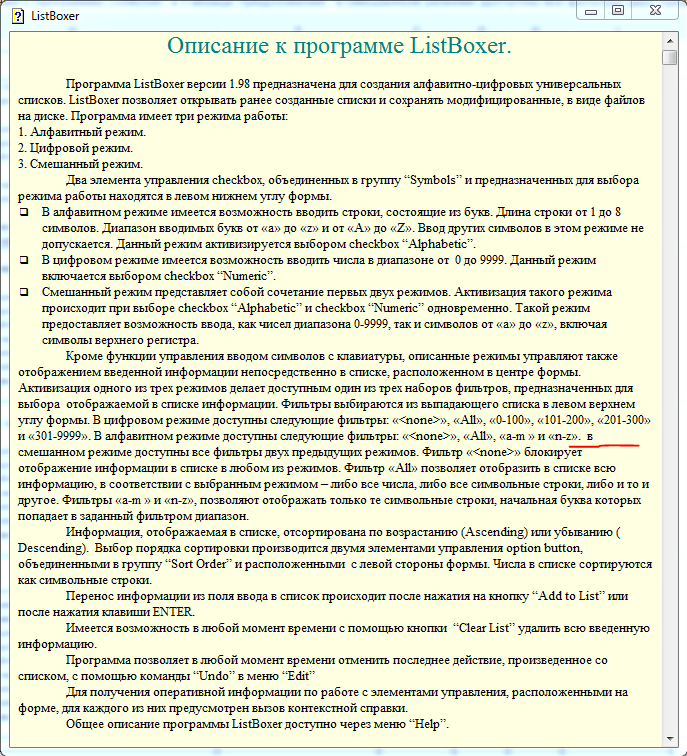 ListBoxer
Описание к программе ListBoxer.
Программа ListBoxer версии 1.98 предназначена для создания алфавитно-цифровых универсальных
списков. ListBoxer позволяет открывать ранее созданные списки и сохранять модифицированные, в виде файлов
на диске. Программа имеет три режима работы:
1. Алфавитный режим.
2. Цифровой режим.
3. Смешанный режим.
Два элемента управления checkbox, объединенных в группу “Symbols” и предназначенных для выбора
режима работы находятся в левом нижнем углу формы.
❑ В алфавитном режиме имеется возможность вводить строки, состоящие из букв. Длина строки от 1 до 8
символов. Диапазон вводимых букв от «a» до «z» и от «A» до «Z». Ввод других символов в этом режиме не
допускается. Данный режим активизируется выбором checkbox “Alphabetic”.
❑ В цифровом режиме имеется возможность вводить числа в диапазоне от 0 до 9999. Данный режим
включается выбором checkbox “Numeric”.
❑ Смешанный режим представляет собой сочетание первых двух режимов. Активация такого режима
происходит при выборе checkbox “Alphabetic” и checkbox “Numeric” одновременно. Такой режим
предоставляет возможность ввода, как чисел диапазона 0-9999, так и символов от «a» до «z», включая
символы верхнего регистра.
Кроме функции управления вводом символов с клавиатуры, описанные режимы управляют также
отображением введенной информации непосредственно в списке, расположенном в центре формы.
Активизация одного из трех режимов делает доступным один из трех наборов фильтров, предназначенных для
выбора отображаемой в списке информации. Фильтры выбираются из выпадающего списка в левом верхнем
углу формы. В цифровом режиме доступны следующие фильтры: «<none>», «All», «0-100», «101-200», «201-300»
и «301-9999». В алфавитном режиме доступны следующие фильтры: «<none>», «All», «a-m » и «n-z». в
смешанном режиме доступны все фильтры двух предыдущих режимов. Фильтр «<none>» блокирует
отображение информации в списке в любом из режимов. Фильтр «All» позволяет отобразить в списке всю
информацию, в соответствии с выбранным режимом – либо все числа, либо все символьные строки, либо и то и
другое. Фильтры «a-m » и «n-z», позволяют отображать только те символьные строки, начальная буква которых
попадает в заданный фильтром диапазон.
Информация, отображаемая в списке, отсортирована по возрастанию (Ascending) или убыванию (
Descending). Выбор порядка сортировки производится двумя элементами управления option button,
объединенными в группу “Sort Order” и расположенными с левой стороны формы. Числа в списке сортируются
как символьные строки.
Перенос информации из поля ввода в список происходит после нажатия на кнопку “Add to List” или
после нажатия клавиши ENTER.
Имеется возможность в любой момент времени с помощью кнопки “Clear List” удалить всю введенную
информацию.
Программа позволяет в любой момент времени отменить последнее действие, произведенное со
списком, с помощью команды “Undo” в меню “Edit”
Для получения оперативной информации по работе с элементами управления, расположенными на
форме, для каждого из них предусмотрен вызов контекстной справки.
Общее описание программы ListBoxer доступно через меню “Help”.